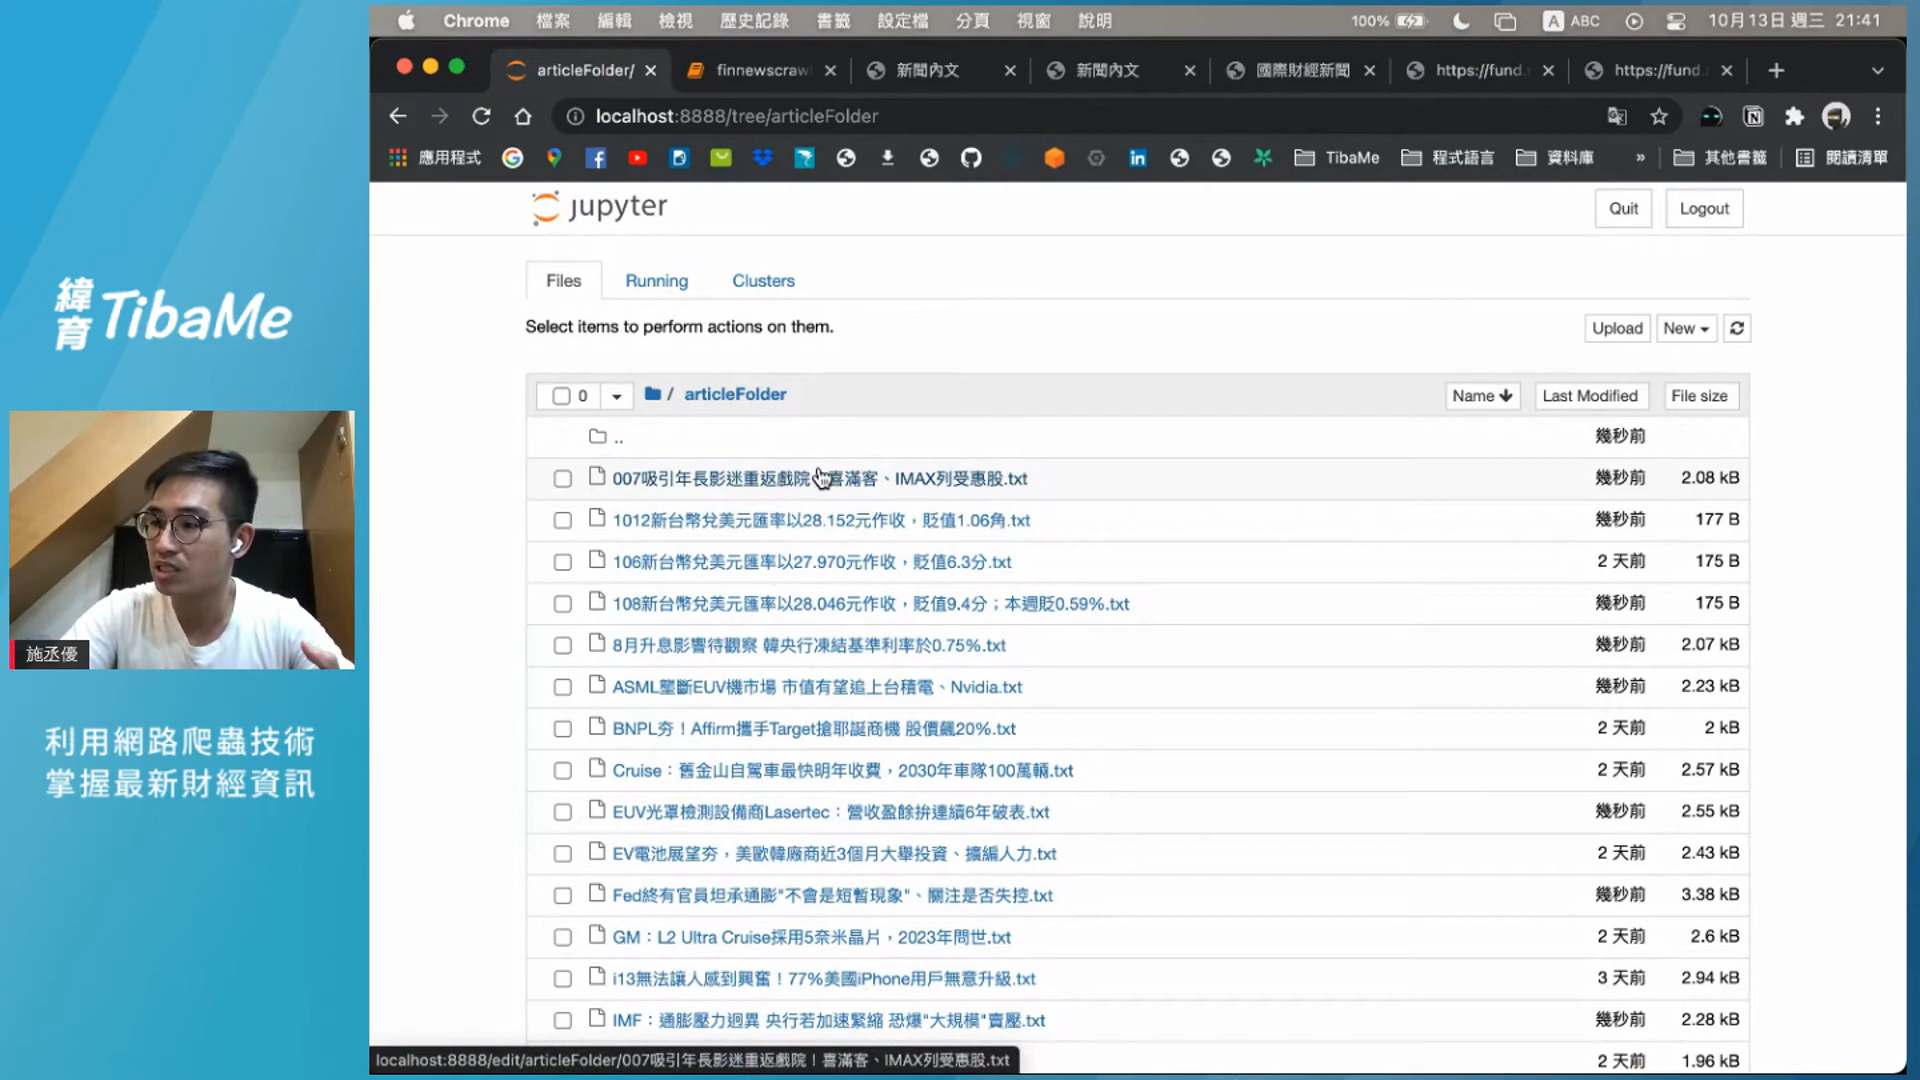 Chrome 檔案 編輯 檢視 歷史記錄 書籤 設定檔 分頁 視窗 說明 100% A ABC 10月13日 週三 21:41
articleFolder/ finnewscraw 新聞內文 新聞內文 國際財經新聞 https://fund. https://fund.
localhost:8888/tree/articleFolder
應用程式 TibaMe 程式語言 資料庫 » 其他書籤 閱讀清單
jupyter Quit Logout
Files Running Clusters
Select items to perform actions on them. Upload New
0 / articleFolder Name Last Modified File size
.. 幾秒前
007吸引年長影迷重返戲院！喜滿客、IMAX列受惠股.txt 幾秒前 2.08 kB
1012新台幣兌美元匯率以28.152元作收，貶值1.06角.txt 幾秒前 177 B
106新台幣兌美元匯率以27.970元作收，貶值6.3分.txt 2 天前 175 B
108新台幣兌美元匯率以28.046元作收，貶值9.4分；本週貶0.59%.txt 幾秒前 175 B
8月升息影響待觀察 韓央行凍結基準利率於0.75%.txt 幾秒前 2.07 kB
ASML壟斷EUV機市場 市值有望追上台積電、Nvidia.txt 幾秒前 2.23 kB
BNPL夯！Affirm攜手Target搶耶誕商機 股價飆20%.txt 2 天前 2 kB
Cruise：舊金山自駕車最快明年收費，2030年車隊100萬輛.txt 2 天前 2.57 kB
EUV光罩檢測設備商Lasertec：營收盈餘拚連續6年破表.txt 幾秒前 2.55 kB
EV電池展望夯，美歐韓廠商近3個月大舉投資、擴編人力.txt 2 天前 2.43 kB
Fed終有官員坦承通膨"不會是短暫現象"、關注是否失控.txt 幾秒前 3.38 kB
GM：L2 Ultra Cruise採用5奈米晶片，2023年問世.txt 2 天前 2.6 kB
i13無法讓人感到興奮！77%美國iPhone用戶無意升級.txt 3 天前 2.94 kB
IMF：通膨壓力迥異 央行若加速緊縮 恐爆"大規模"賣壓.txt 幾秒前 2.28 kB
2 天前 1.96 kB
localhost:8888/edit/articleFolder/007吸引年長影迷重返戲院！喜滿客、IMAX列受惠股.txt
緯育 TibaMe
施丞優
利用網路爬蟲技術
掌握最新財經資訊